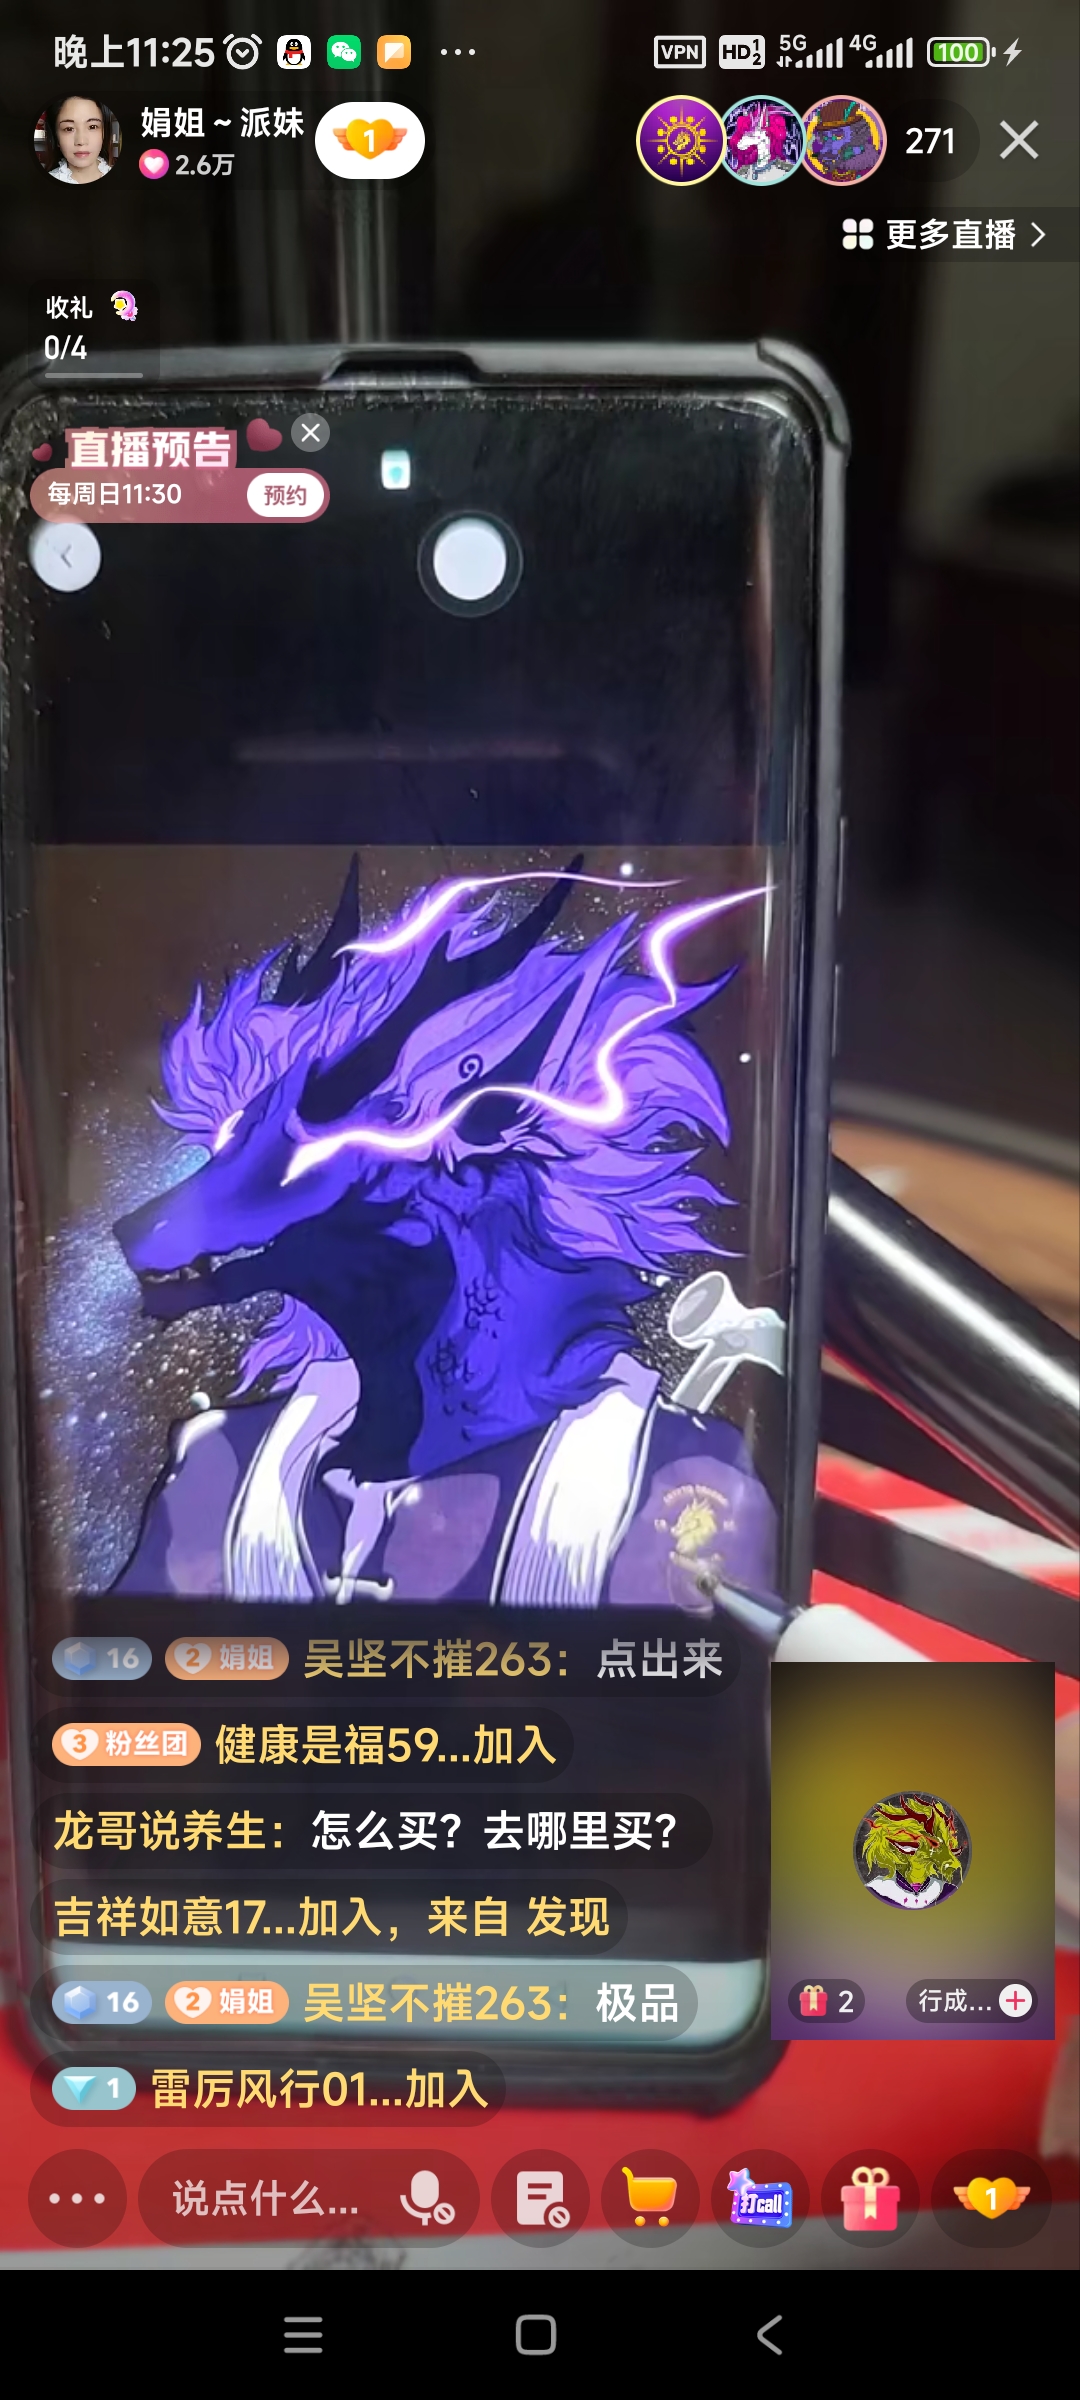 晚上11:25
VPN
HD 1 2
5G
4G
100
娟姐～派妹
2.6万
1
271
更多直播
收礼
0/4
直播预告
每周日11:30
预约
16 2 娟姐 吴坚不摧263：点出来
3 粉丝团 健康是福59...加入
龙哥说养生：怎么买？去哪里买？
吉祥如意17...加入，来自 发现
16 2 娟姐 吴坚不摧263：极品
1 雷厉风行01...加入
2
行成...
说点什么...
打call
1